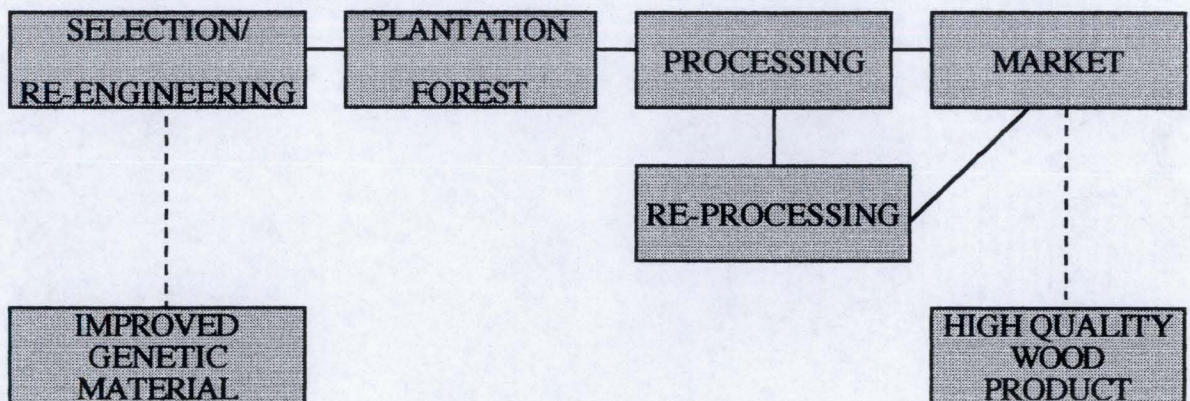 SELECTION/
RE-ENGINEERING
PLANTATION
FOREST
PROCESSING
MARKET
RE-PROCESSING
IMPROVED
GENETIC
MATERIAL
HIGH QUALITY
WOOD
PRODUCT